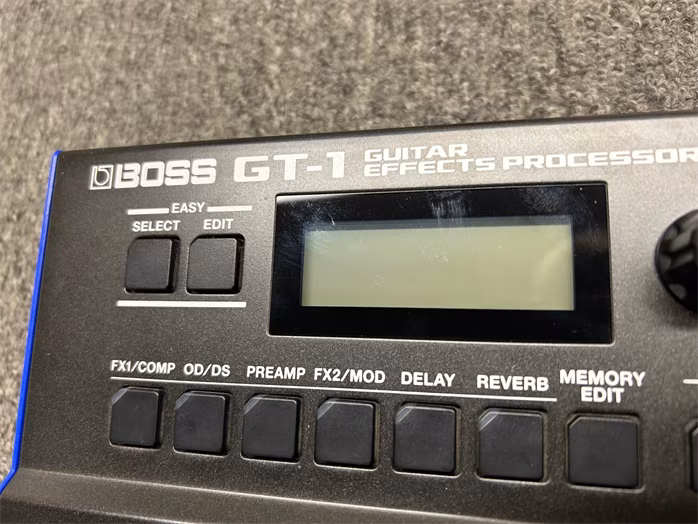 BOSS GT-1 GUITAR
EFFECTS PROCESSOR
EASY
SELECT EDIT
FX1/COMP OD/DS PREAMP FX2/MOD DELAY REVERB MEMORY
EDIT